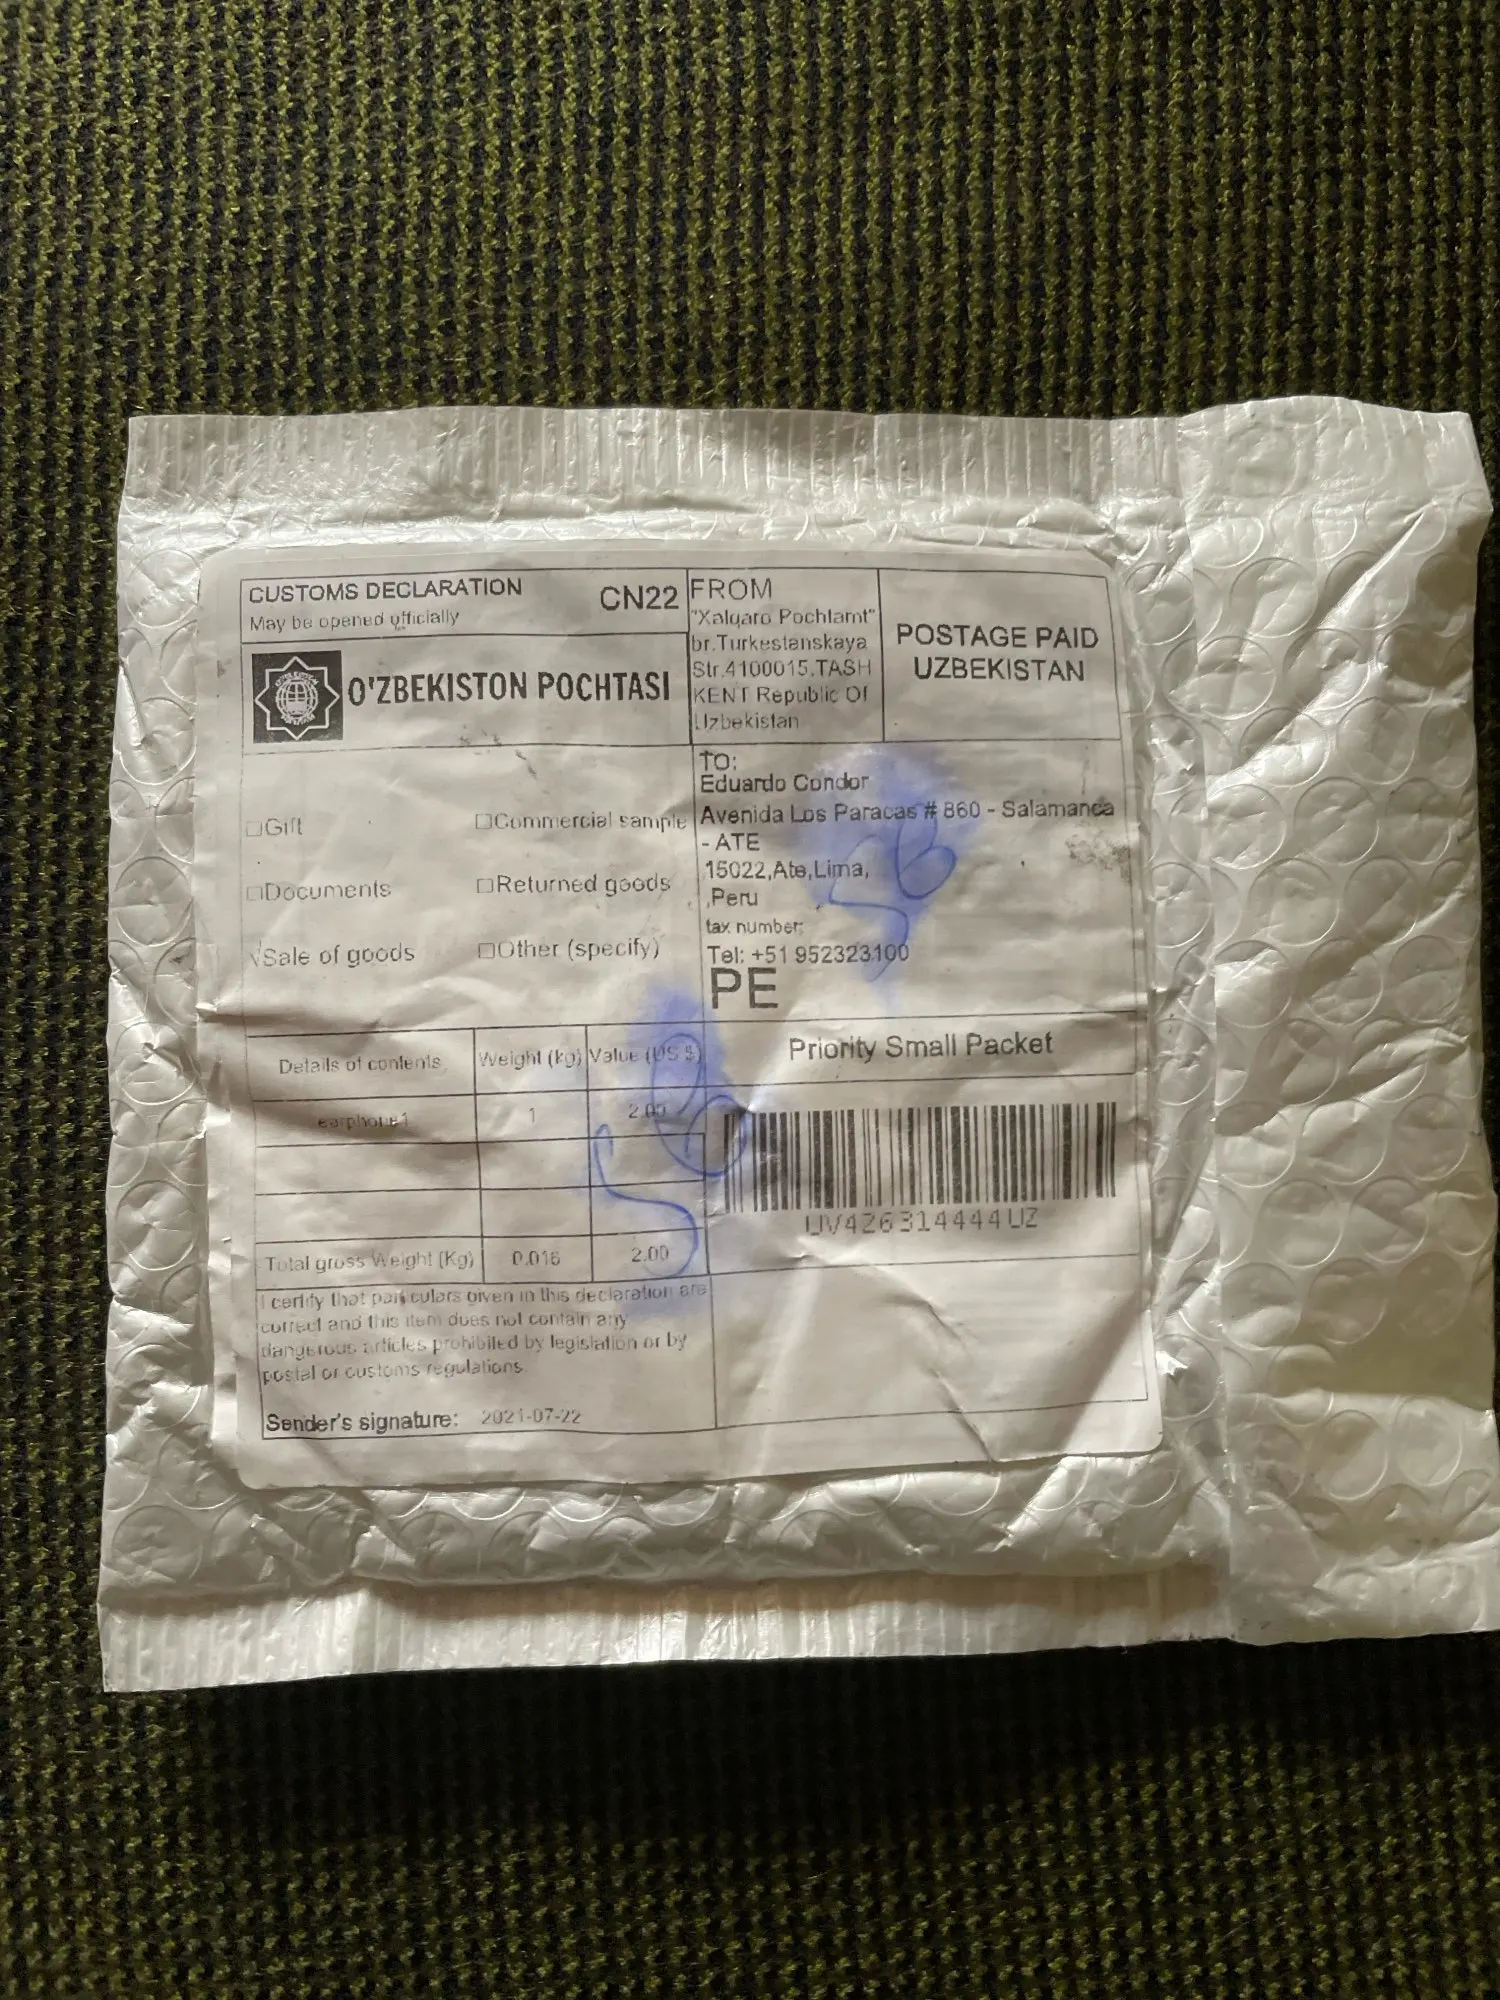 CUSTOMS DECLARATION CN22
May be opened officially
O'ZBEKISTON POCHTASI
FROM
"Xalqaro Pochtamt"
br.Turkestanskaya
Str.4100015.TASH
KENT Republic Of
Uzbekistan
POSTAGE PAID
UZBEKISTAN
□Gift □Commercial sample
□Documents □Returned goods
√Sale of goods □Other (specify)
TO:
Eduardo Condor
Avenida Los Paracas # 860 - Salamanca
- ATE
15022,Ate,Lima,
,Peru
tax number:
Tel: +51 952323100
PE
Details of contents Weight (kg) Value (US $)
earphone1 1 2.00
Total gross Weight (Kg) 0.016 2.00
I certify that particulars given in this declaration are
correct and this item does not contain any
dangerous articles prohibited by legislation or by
postal or customs regulations.
Sender's signature: 2021-07-22
Priority Small Packet
UV426314444UZ